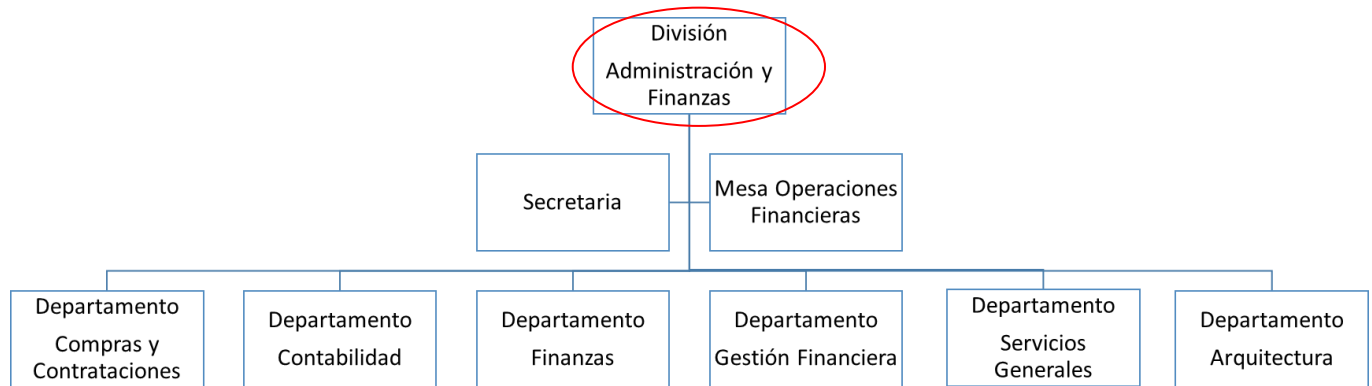 División
Administración y
Finanzas
Secretaria
Mesa Operaciones
Financieras
Departamento
Compras y
Contrataciones
Departamento
Contabilidad
Departamento
Finanzas
Departamento
Gestión Financiera
Departamento
Servicios
Generales
Departamento
Arquitectura